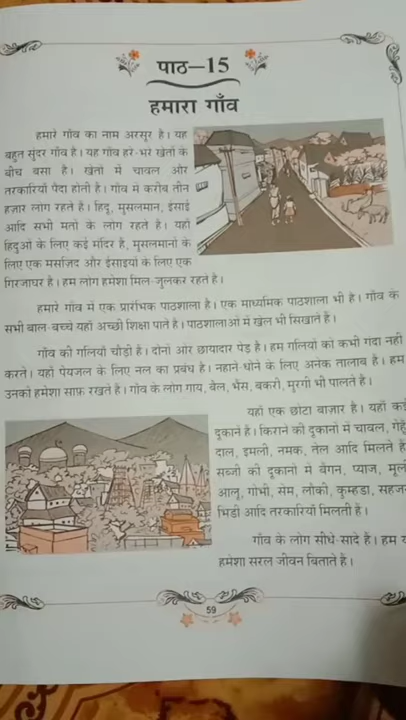 पाठ–15
हमारा गाँव
हमारे गाँव का नाम अरसूर है। यह
बहुत सुंदर गाँव है। यह गाँव हरे-भरे खेतों के
बीच बसा है। खेतों में चावल और
तरकारियाँ पैदा होती है। गाँव में करीब तीन
हज़ार लोग रहते है। हिंदू, मुसलमान, ईसाई
आदि सभी मतों के लोग रहते है। यहाँ
हिंदुओं के लिए कई मंदिर है, मुसलमानों के
लिए एक मसजिद और ईसाइयों के लिए एक
गिरजाघर है। हम लोग हमेशा मिल-जुलकर रहते है।
हमारे गाँव में एक प्रारंभिक पाठशाला है। एक माध्यमिक पाठशाला भी है। गाँव के
सभी बाल-बच्चे यहाँ अच्छी शिक्षा पाते है। पाठशालाओं में खेल भी सिखाते है।
गाँव की गलियाँ चौड़ी है। दोनों ओर छायादार पेड़ है। हम गलियों को कभी गंदा नहीं
करते। यहाँ पेयजल के लिए नल का प्रबंध है। नहाने-धोने के लिए अनेक तालाब है। हम
उनको हमेशा साफ़ रखते है। गाँव के लोग गाय, बैल, भैंस, बकरी, मुरगी भी पालते है।
यहाँ एक छोटा बाज़ार है। यहाँ कई
दुकानें है। किराने की दुकानों में चावल, गेहूँ
दाल, इमली, नमक, तेल आदि मिलते है
सब्जी की दुकानों में बैंगन, प्याज, मूली
आलू, गोभी, सेम, लौकी, कुम्हड़ा, सहजन
भिंडी आदि तरकारियाँ मिलती है।
गाँव के लोग सीधे-सादे है। हम य
हमेशा सरल जीवन बिताते है।
59